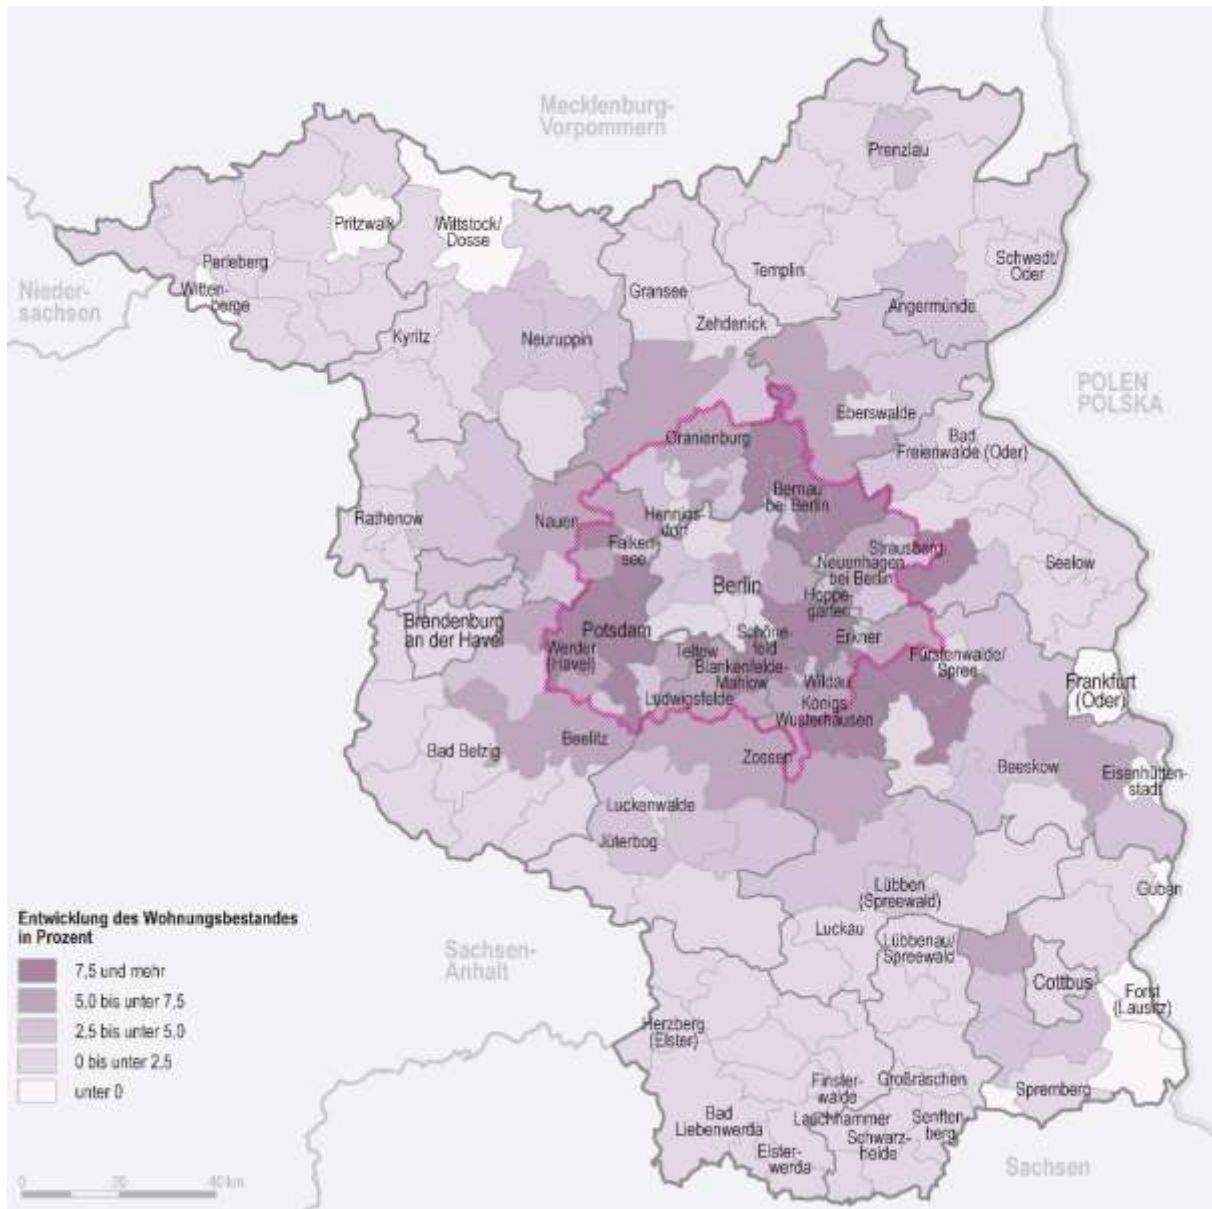 Mecklenburg-
Vorpommern
Prenzlau
Pritzwalk
Wittstock/
Dosse
Perleberg
Schwedt/
Oder
Templin
Nieder-
sachsen
Witten-
berge
Gransee
Angermünde
Zehdenick
Kyritz
Neuruppin
POLEN
POLSKA
Eberswalde
Bad
Freienwalde (Oder)
Oranienburg
Bernau
bei Berlin
Rathenow
Nauen
Hennigs-
dorf
Falken-
see
Strausberg
Neuenhagen
bei Berlin
Seelow
Berlin
Hoppe-
garten
Brandenburg
an der Havel
Potsdam
Schöne-
feld
Erkner
Werder
(Havel)
Teltow
Blankenfelde-
Mahlow
Fürstenwalde/
Spree
Wildau
Frankfurt
(Oder)
Ludwigsfelde
Königs
Wusterhausen
Beelitz
Bad Belzig
Zossen
Beeskow
Eisenhütten-
stadt
Luckenwalde
Jüterbog
Lübben
(Spreewald)
Guben
Entwicklung des Wohnungsbestandes
in Prozent
7,5 und mehr
5,0 bis unter 7,5
2,5 bis unter 5,0
0 bis unter 2,5
unter 0
Sachsen-
Anhalt
Luckau
Lübbenau/
Spreewald
Cottbus
Forst
(Lausitz)
Herzberg
(Elster)
Finster-
walde
Großräschen
Spremberg
Bad
Liebenwerda
Lauchhammer
Schwarz-
heide
Senften-
berg
Elster-
werda
Sachsen
0 20 40 km